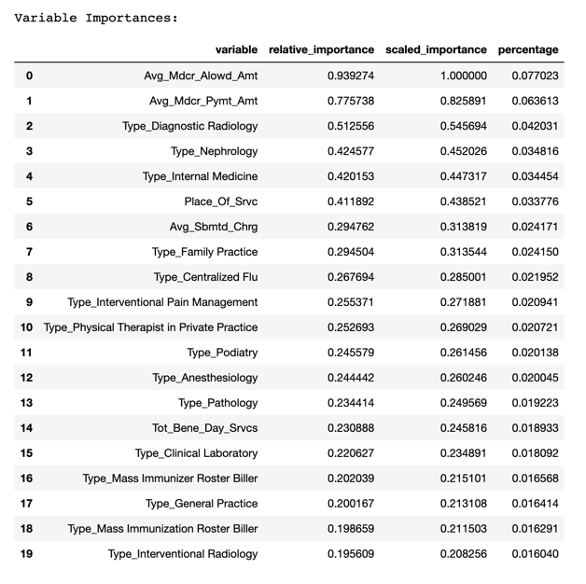 Variable Importances:
variable relative_importance scaled_importance percentage
0 Avg_Mdcr_Alowd_Amt 0.939274 1.000000 0.077023
1 Avg_Mdcr_Pymt_Amt 0.775738 0.825891 0.063613
2 Type_Diagnostic Radiology 0.512556 0.545694 0.042031
3 Type_Nephrology 0.424577 0.452026 0.034816
4 Type_Internal Medicine 0.420153 0.447317 0.034454
5 Place_Of_Srvc 0.411892 0.438521 0.033776
6 Avg_Sbmtd_Chrg 0.294762 0.313819 0.024171
7 Type_Family Practice 0.294504 0.313544 0.024150
8 Type_Centralized Flu 0.267694 0.285001 0.021952
9 Type_Interventional Pain Management 0.255371 0.271881 0.020941
10 Type_Physical Therapist in Private Practice 0.252693 0.269029 0.020721
11 Type_Podiatry 0.245579 0.261456 0.020138
12 Type_Anesthesiology 0.244442 0.260246 0.020045
13 Type_Pathology 0.234414 0.249569 0.019223
14 Tot_Bene_Day_Srvcs 0.230888 0.245816 0.018933
15 Type_Clinical Laboratory 0.220627 0.234891 0.018092
16 Type_Mass Immunizer Roster Biller 0.202039 0.215101 0.016568
17 Type_General Practice 0.200167 0.213108 0.016414
18 Type_Mass Immunization Roster Biller 0.198659 0.211503 0.016291
19 Type_Interventional Radiology 0.195609 0.208256 0.016040